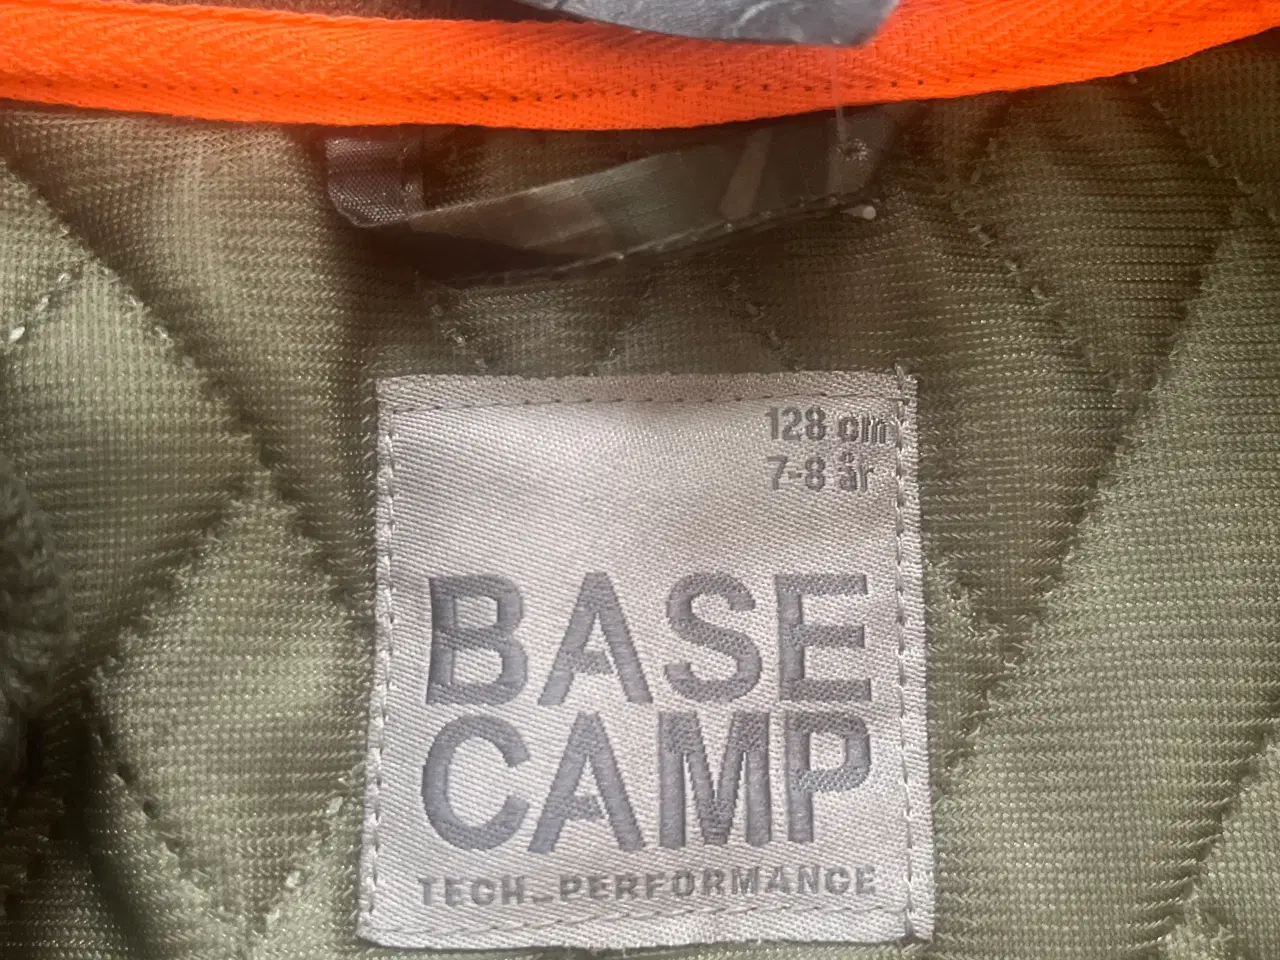 128 cm
7-8 år
BASE
CAMP
TECH_PERFORMANCE